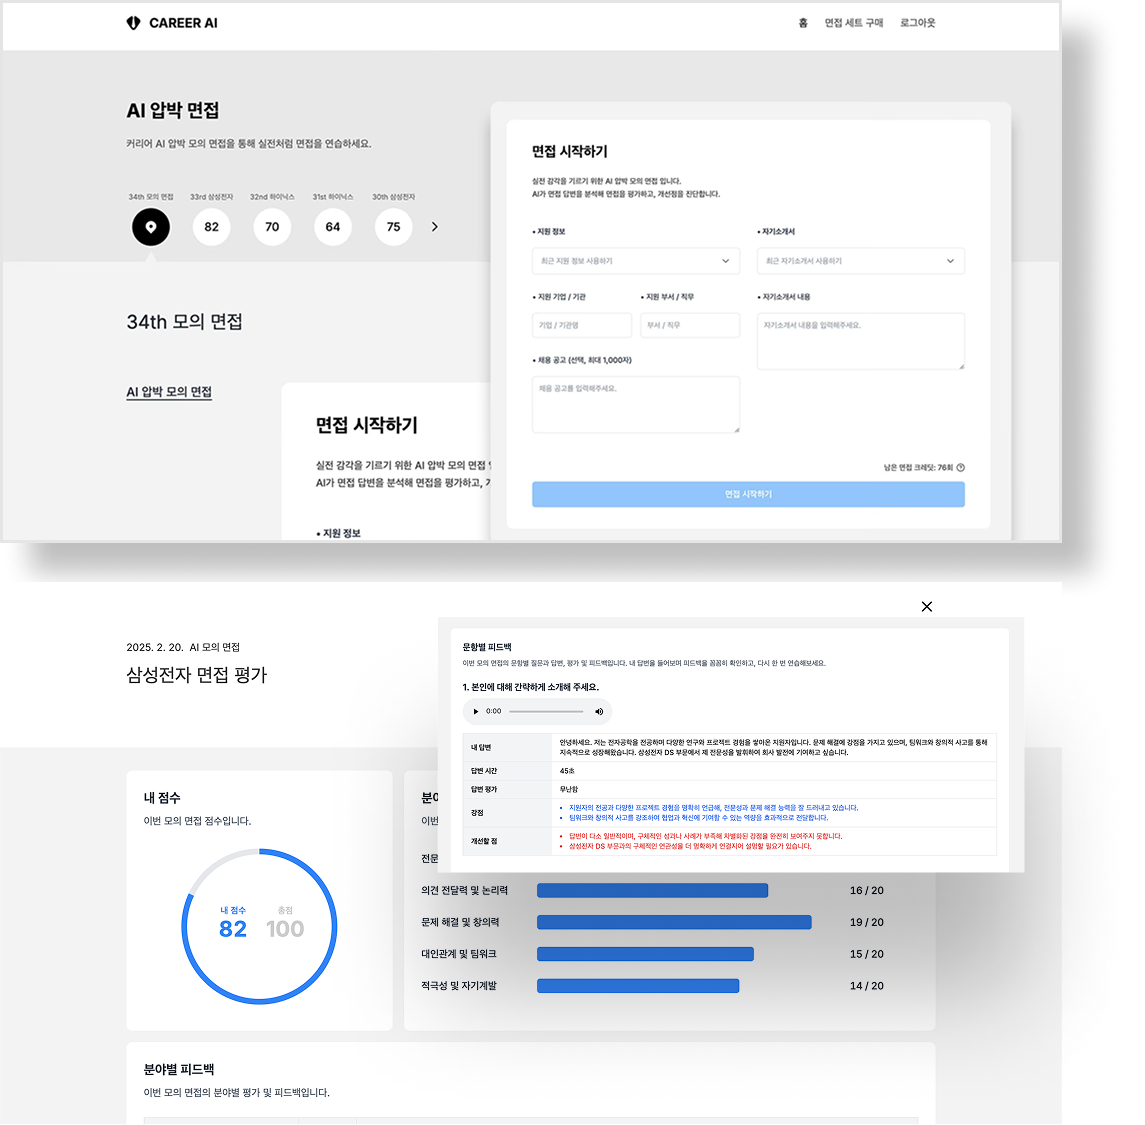 CAREER AI
홈
면접 세트 구매
로그아웃
AI 압박 면접
커리어 AI 압박 모의 면접을 통해 실전처럼 면접을 연습하세요.
34th 모의 면접
33rd 삼성전자
32nd 하이닉스
31st 하이닉스
30th 삼성전자
82
70
64
75
34th 모의 면접
AI 압박 면접 모의 면접
면접 시작하기
실전 감각을 기르기 위한 AI 압박 모의 면접
AI가 면접 답변을 분석해 면접을 평가하고,
• 지원 정보
면접 시작하기
실전 감각을 기르기 위한 AI 압박 모의 면접 입니다.
AI가 면접 답변을 분석해 면접을 평가하고, 개선점을 진단합니다.
• 지원 정보
• 자기소개서
최근 지원 정보 사용하기
최근 자기소개서 사용하기
• 지원 기업 / 기관
• 지원 부서 / 직무
• 자기소개서 내용
기업 / 기관명
부서 / 직무
자기소개서 내용을 입력해주세요.
• 채용 공고 (선택, 최대 1,000자)
채용 공고를 입력해주세요.
남은 면접 크레딧: 76회
면접 시작하기
2025. 2. 20. AI 모의 면접
삼성전자 면접 평가
문항별 피드백
이번 모의 면접의 문항별 질문과 답변, 평가 및 피드백입니다. 내 답변을 들어보며 피드백을 꼼꼼히 확인하고, 다시 한 번 연습해보세요.
1. 본인에 대해 간략하게 소개해 주세요.
0:00
내 답변
안녕하세요. 저는 전자공학을 전공하며 다양한 연구와 프로젝트 경험을 쌓아온 지원자입니다. 문제 해결에 강점을 가지고 있으며, 팀워크와 창의적 사고를 통해
지속적으로 성장해왔습니다. 삼성전자 DS 부문에서 제 전문성을 발휘하여 회사 발전에 기여하고 싶습니다.
답변 시간
45초
답변 평가
무난함
강점
• 지원자의 전공과 다양한 프로젝트 경험을 명확히 언급해, 전문성과 문제 해결 능력을 잘 드러내고 있습니다.
• 팀워크와 창의적 사고를 강조하여 협업과 혁신에 기여할 수 있는 역량을 효과적으로 전달합니다.
개선할 점
• 답변이 다소 일반적이며, 구체적인 성과나 사례가 부족해 차별화된 강점을 완전히 보여주지 못합니다.
• 삼성전자 DS 부문과의 구체적인 연관성을 더 명확하게 연결지어 설명할 필요가 있습니다.
내 점수
이번 모의 면접 점수입니다.
내 점수
총점
82
100
분야
이번
전문
의견 전달력 및 논리력
16 / 20
문제 해결 및 창의력
19 / 20
대인관계 및 팀워크
15 / 20
적극성 및 자기계발
14 / 20
분야별 피드백
이번 모의 면접의 분야별 평가 및 피드백입니다.